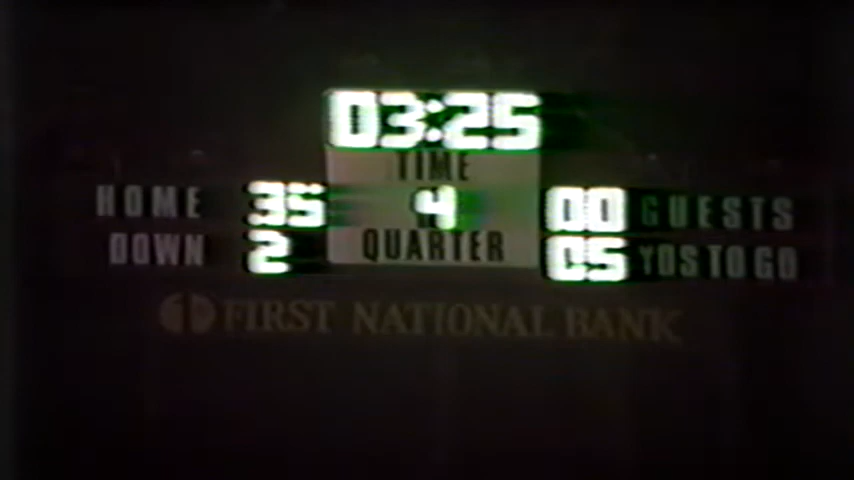 03:25
TIME
HOME 35 4 00 GUESTS
DOWN 2 QUARTER 05 YDS TO GO
FIRST NATIONAL BANK